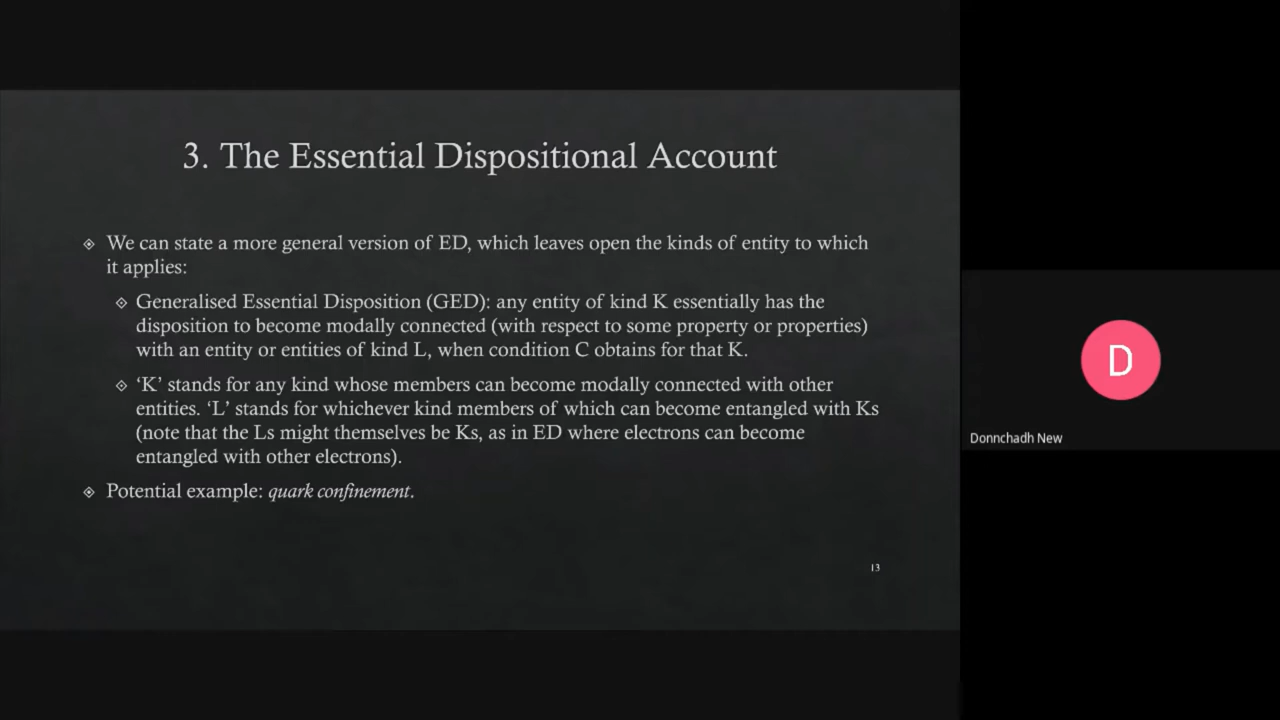 3. The Essential Dispositional Account
We can state a more general version of ED, which leaves open the kinds of entity to which
it applies:
Generalised Essential Disposition (GED): any entity of kind K essentially has the
disposition to become modally connected (with respect to some property or properties)
with an entity or entities of kind L, when condition C obtains for that K.
‘K’ stands for any kind whose members can become modally connected with other
entities. ‘L’ stands for whichever kind members of which can become entangled with Ks
(note that the Ls might themselves be Ks, as in ED where electrons can become
entangled with other electrons).
Potential example: quark confinement.
13
D
Donnchadh New